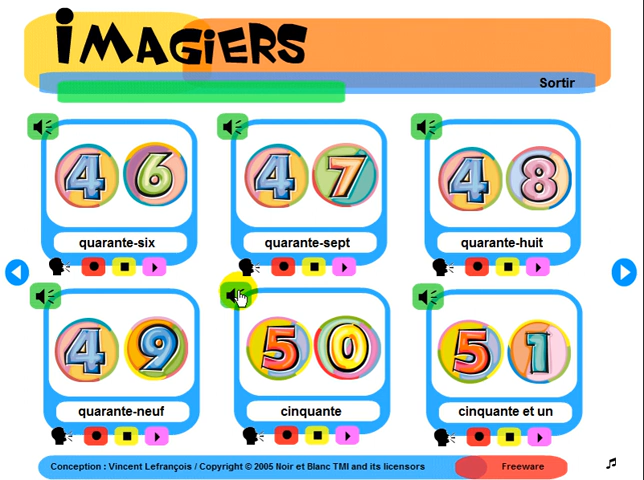 iMAGiERS
Sortir
46 47 48
quarante-six quarante-sept quarante-huit
49 50 51
quarante-neuf cinquante cinquante et un
Conception : Vincent Lefrançois / Copyright © 2005 Noir et Blanc TMI and its licensors Freeware